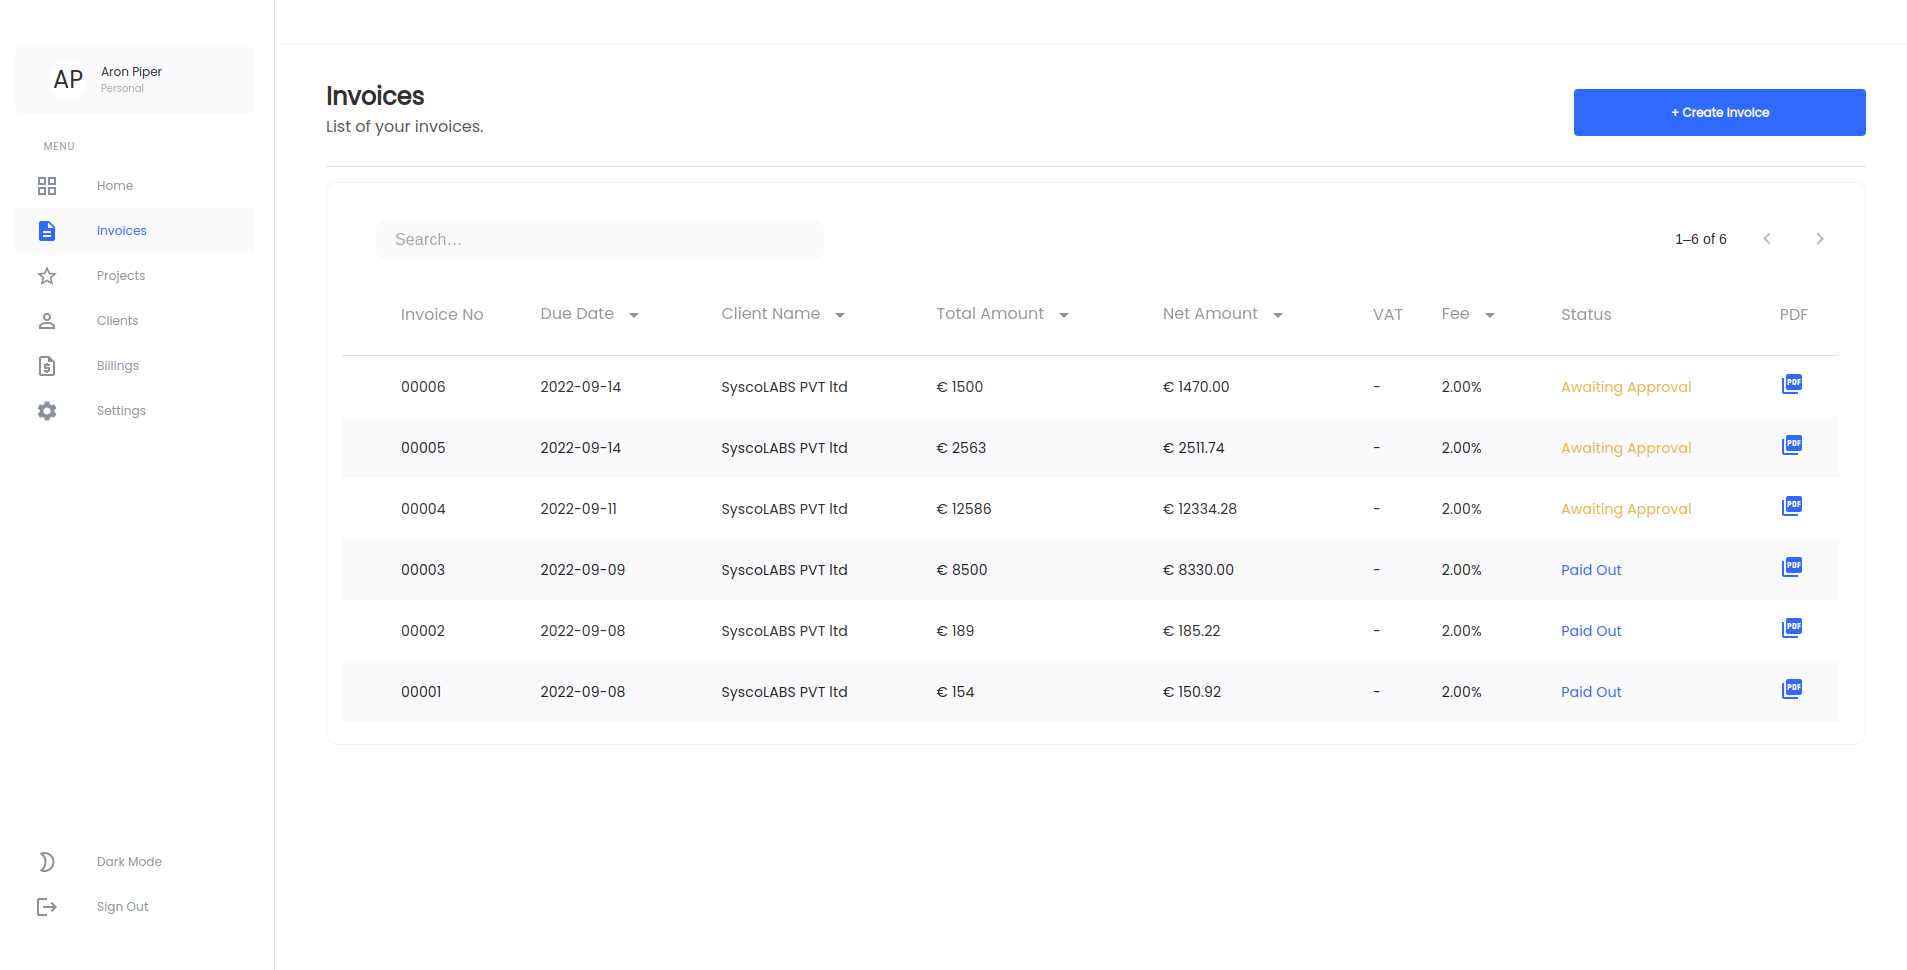 AP
Aron Piper
Personal
MENU
Home
Invoices
Projects
Clients
Billings
Settings
Dark Mode
Sign Out
Invoices
List of your invoices.
+ Create Invoice
Search...
1–6 of 6
Invoice No Due Date Client Name Total Amount Net Amount VAT Fee Status PDF
00006 2022-09-14 SyscoLABS PVT ltd € 1500 € 1470.00 - 2.00% Awaiting Approval PDF
00005 2022-09-14 SyscoLABS PVT ltd € 2563 € 2511.74 - 2.00% Awaiting Approval PDF
00004 2022-09-11 SyscoLABS PVT ltd € 12586 € 12334.28 - 2.00% Awaiting Approval PDF
00003 2022-09-09 SyscoLABS PVT ltd € 8500 € 8330.00 - 2.00% Paid Out PDF
00002 2022-09-08 SyscoLABS PVT ltd € 189 € 185.22 - 2.00% Paid Out PDF
00001 2022-09-08 SyscoLABS PVT ltd € 154 € 150.92 - 2.00% Paid Out PDF